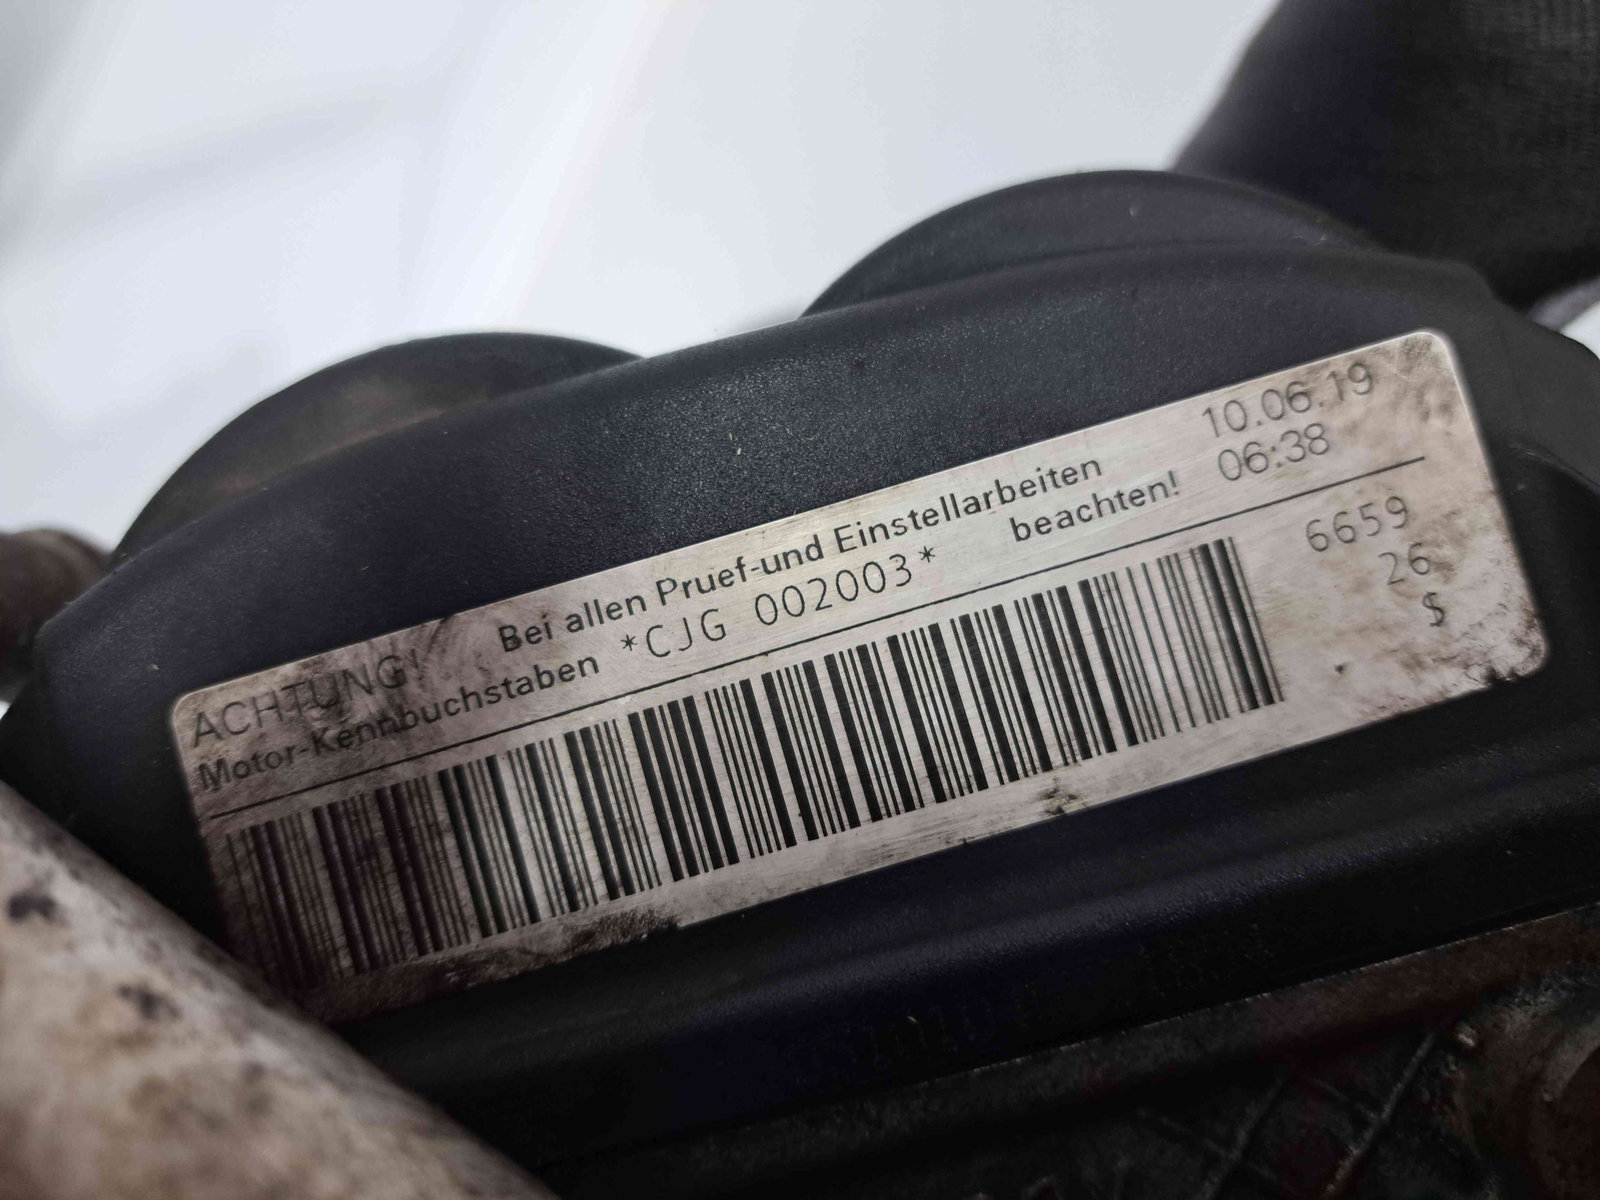 ACHTUNG! Bei allen Pruef-und Einstellarbeiten 10.06.19
Motor-Kennbuchstaben *CJG 002003* beachten! 06:38
6659
26
$